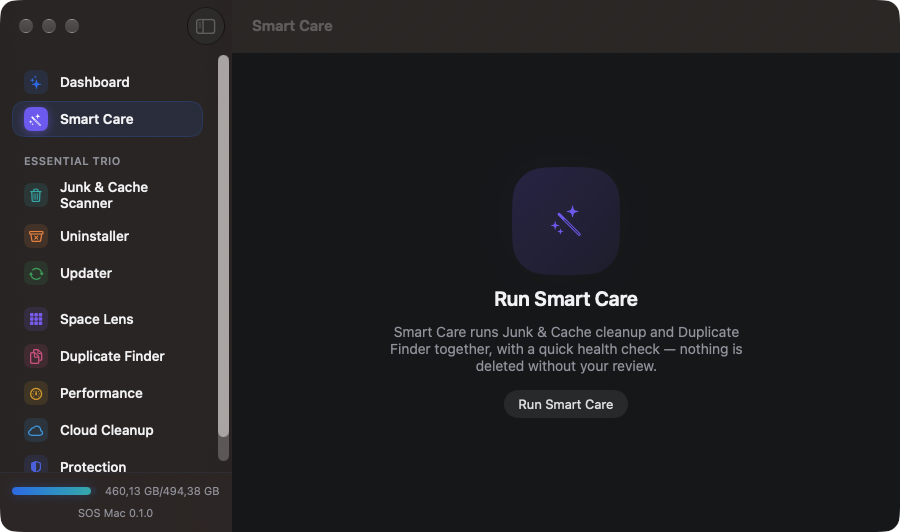 Smart Care
Dashboard
Smart Care
ESSENTIAL TRIO
Junk & Cache
Scanner
Uninstaller
Updater
Space Lens
Duplicate Finder
Performance
Cloud Cleanup
Protection
460,13 GB/494,38 GB
SOS Mac 0.1.0
Run Smart Care
Smart Care runs Junk & Cache cleanup and Duplicate
Finder together, with a quick health check — nothing is
deleted without your review.
Run Smart Care